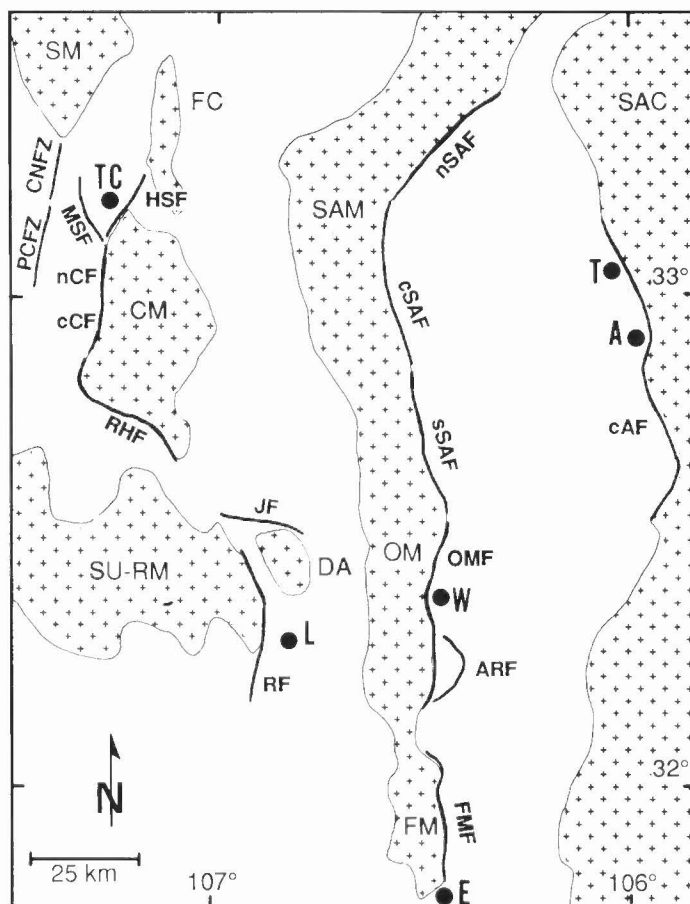 SM
FC
SAC
CNFZ
TC
HSF
nSAF
MSF
SAM
PCFZ
nCF
T
33°
cSAF
cCF
CM
A
RHF
sSAF
cAF
JF
SU-RM
DA
OM
OMF
W
L
RF
ARF
32°
N
FM
FMF
25 km
107°
E
106°